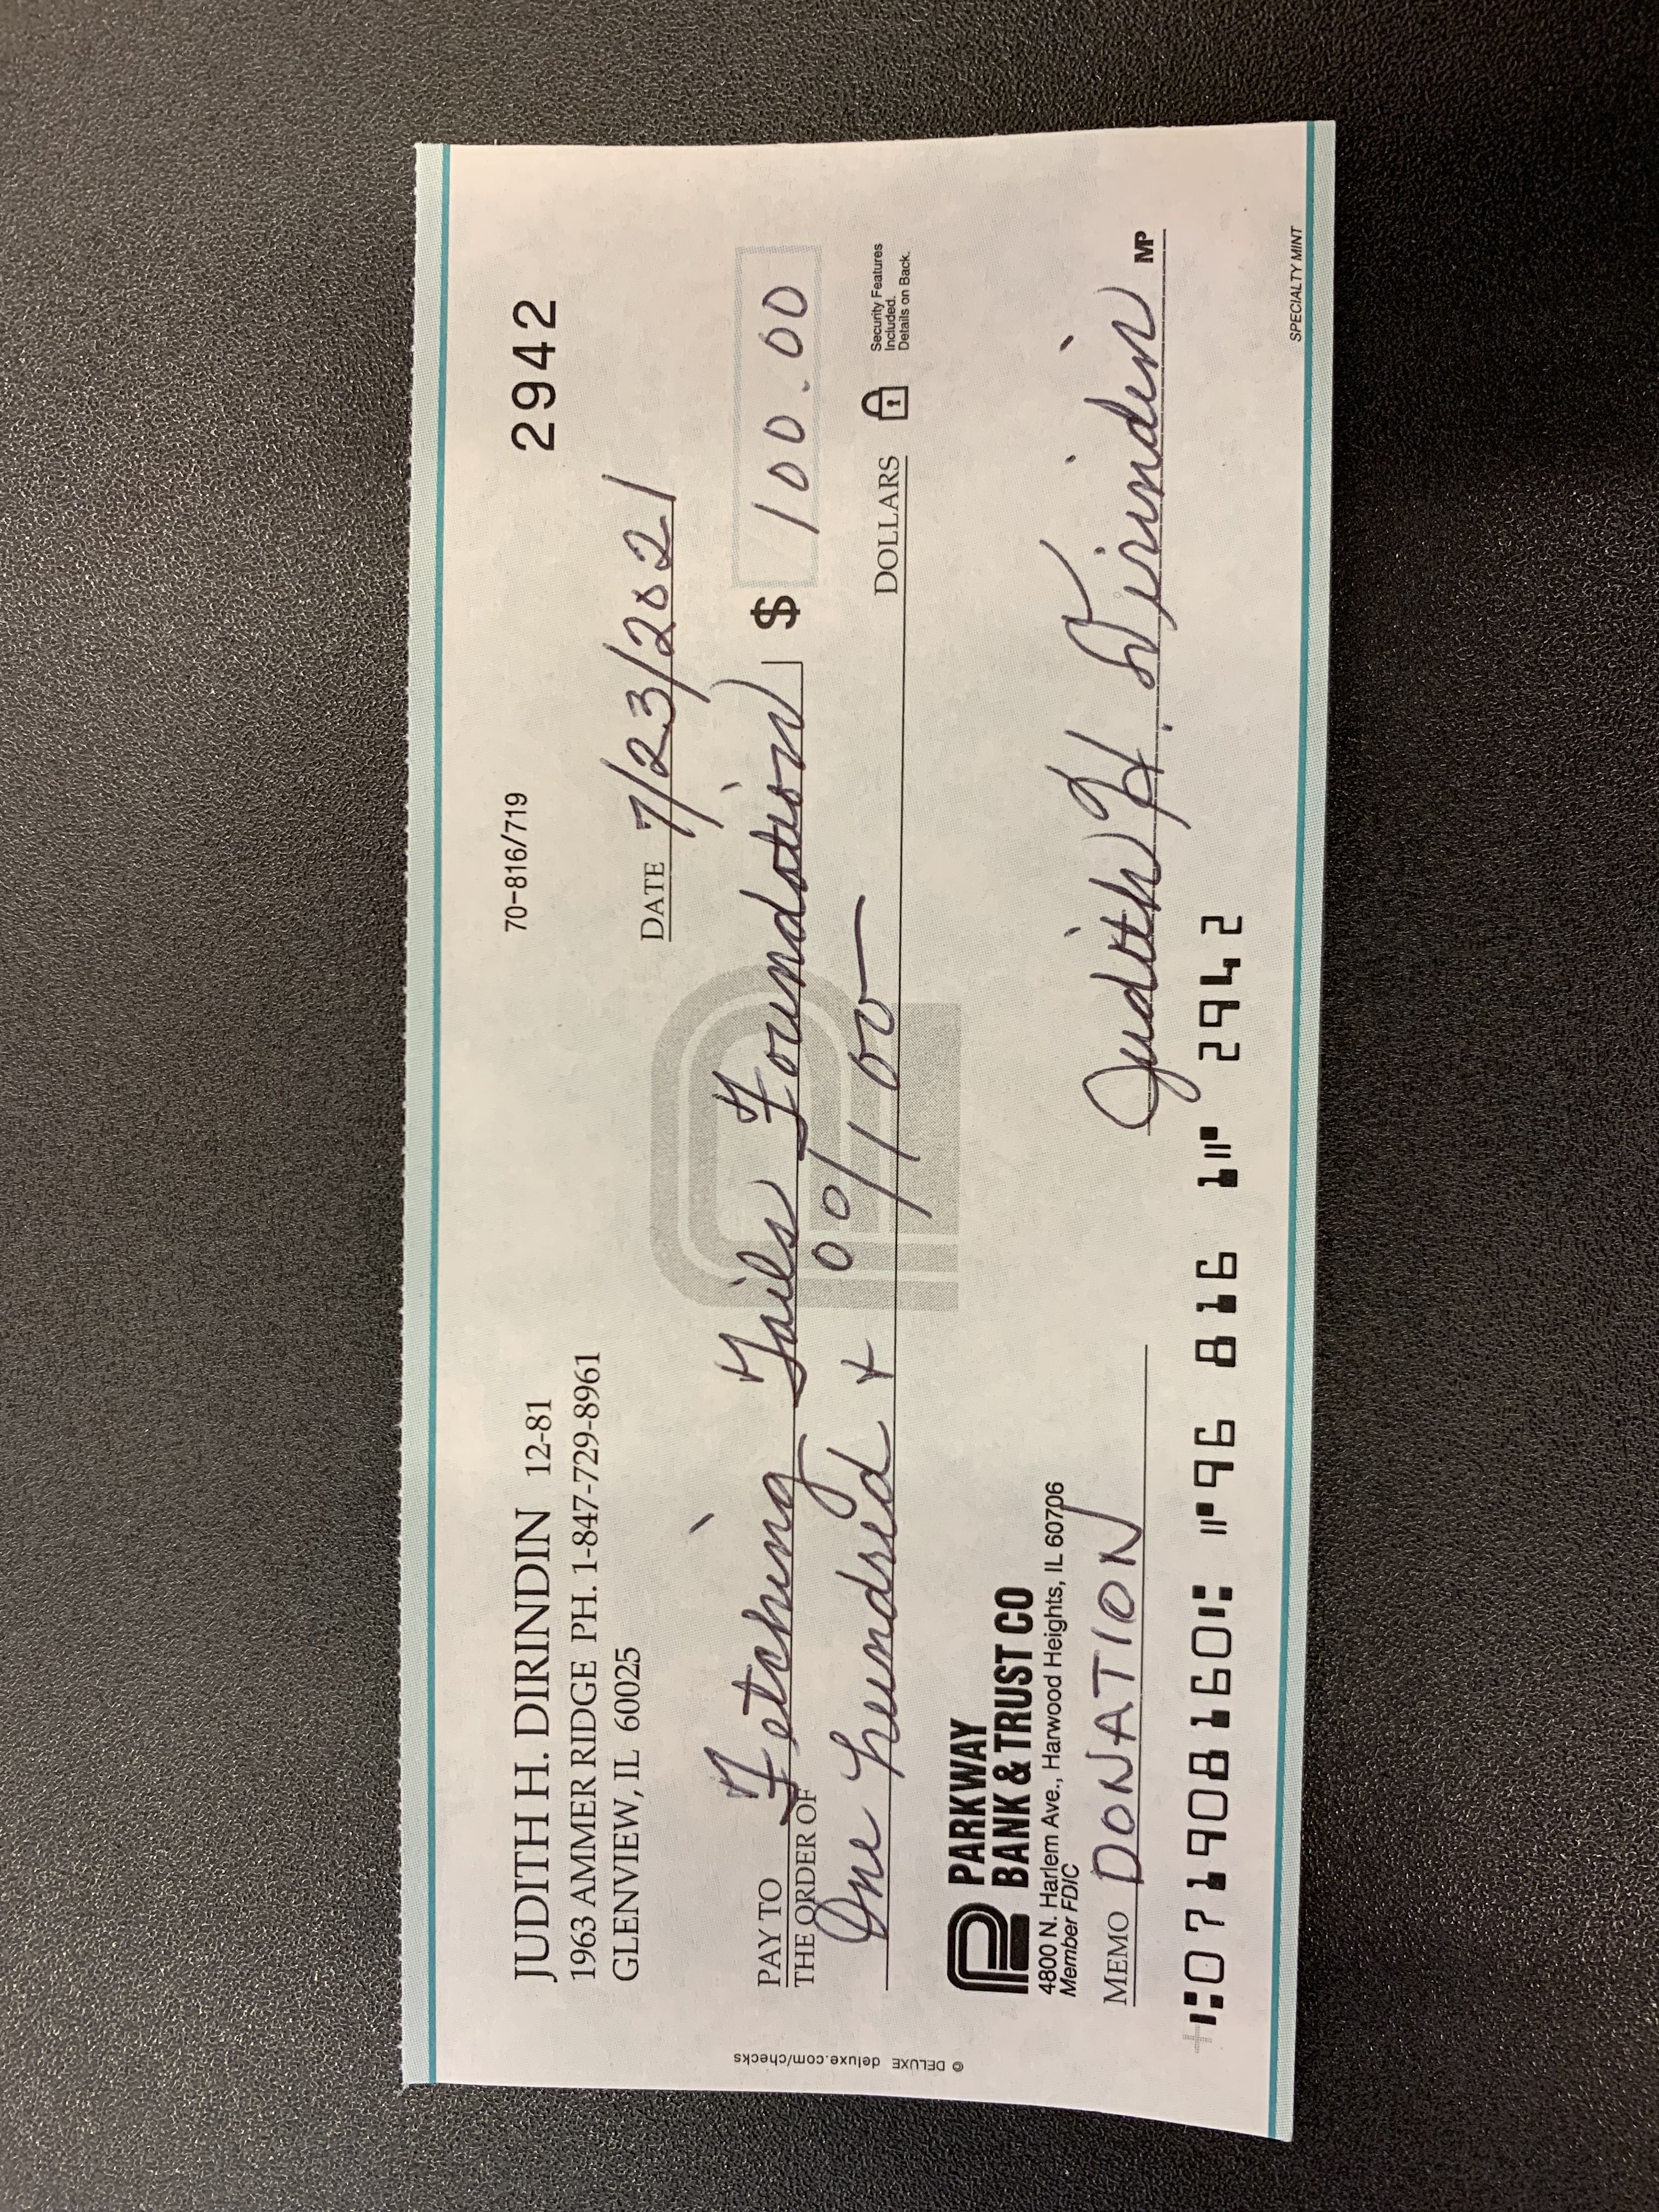 JUDITH H. DIRINDIN 12-81
1963 AMMER RIDGE PH. 1-847-729-8961
GLENVIEW, IL 60025
70-816/719
2942
DATE 7/23/2021
PAY TO
THE ORDER OF Fetching Tails Foundation $ 100.00
One hundred + 00/100 DOLLARS
Security Features
Included.
Details on Back.
PARKWAY
BANK & TRUST CO
4800 N. Harlem Ave., Harwood Heights, IL 60706
Member FDIC
MEMO DONATION
Judith H. Dirindin MP
⑆071908160⑆ ⑈96 816 1⑈ 2942
SPECIALTY MINT
© DELUXE deluxe.com/checks